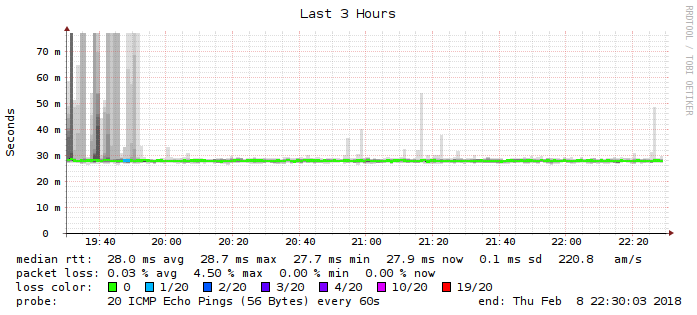 Last 3 Hours
RRDTOOL / TOBI OETIKER
Seconds
70 m
60 m
50 m
40 m
30 m
20 m
10 m
0
19:40 20:00 20:20 20:40 21:00 21:20 21:40 22:00 22:20
median rtt: 28.0 ms avg 28.7 ms max 27.7 ms min 27.9 ms now 0.1 ms sd 220.8 am/s
packet loss: 0.03 % avg 4.50 % max 0.00 % min 0.00 % now
loss color: 0 1/20 2/20 3/20 4/20 10/20 19/20
probe: 20 ICMP Echo Pings (56 Bytes) every 60s end: Thu Feb 8 22:30:03 2018